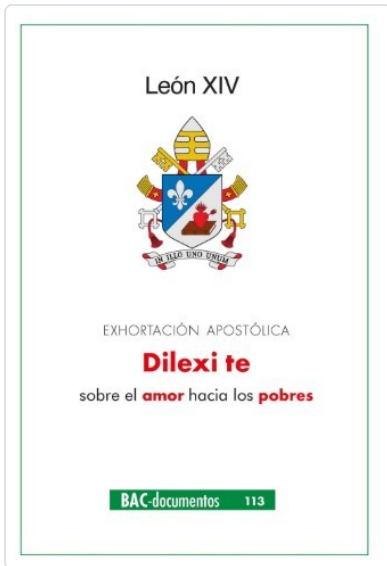 León XIV
IN ILLO UNO UNUM
EXHORTACIÓN APOSTÓLICA
Dilexi te
sobre el amor hacia los pobres
BAC-documentos 113